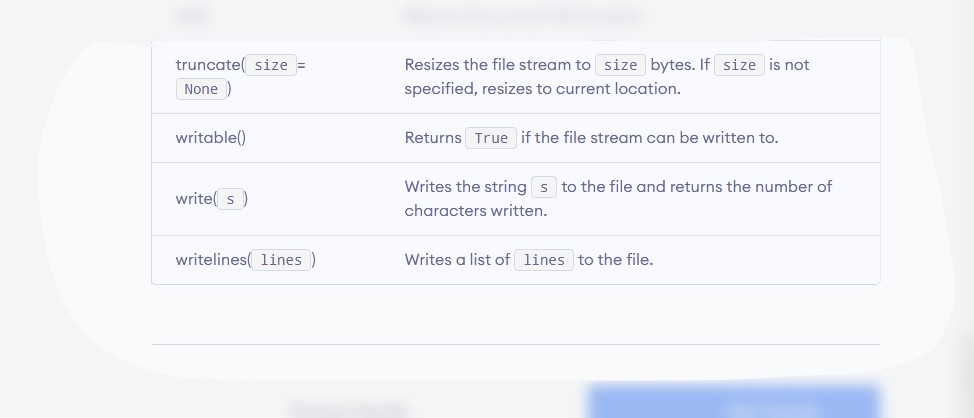 truncate(size=
None)
Resizes the file stream to size bytes. If size is not
specified, resizes to current location.
writable()
Returns True if the file stream can be written to.
write(s)
Writes the string s to the file and returns the number of
characters written.
writelines(lines)
Writes a list of lines to the file.